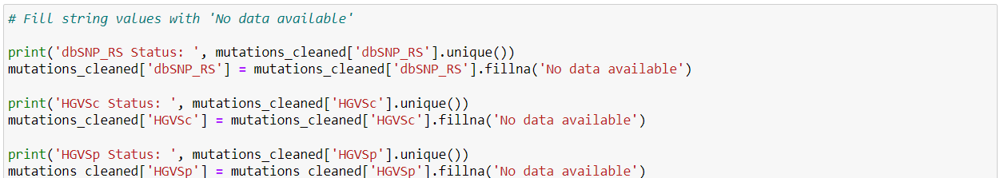 # Fill string values with 'No data available'
print('dbSNP_RS Status: ', mutations_cleaned['dbSNP_RS'].unique())
mutations_cleaned['dbSNP_RS'] = mutations_cleaned['dbSNP_RS'].fillna('No data available')
print('HGVSc Status: ', mutations_cleaned['HGVSc'].unique())
mutations_cleaned['HGVSc'] = mutations_cleaned['HGVSc'].fillna('No data available')
print('HGVSp Status: ', mutations_cleaned['HGVSp'].unique())
mutations_cleaned['HGVSp'] = mutations_cleaned['HGVSp'].fillna('No data available')